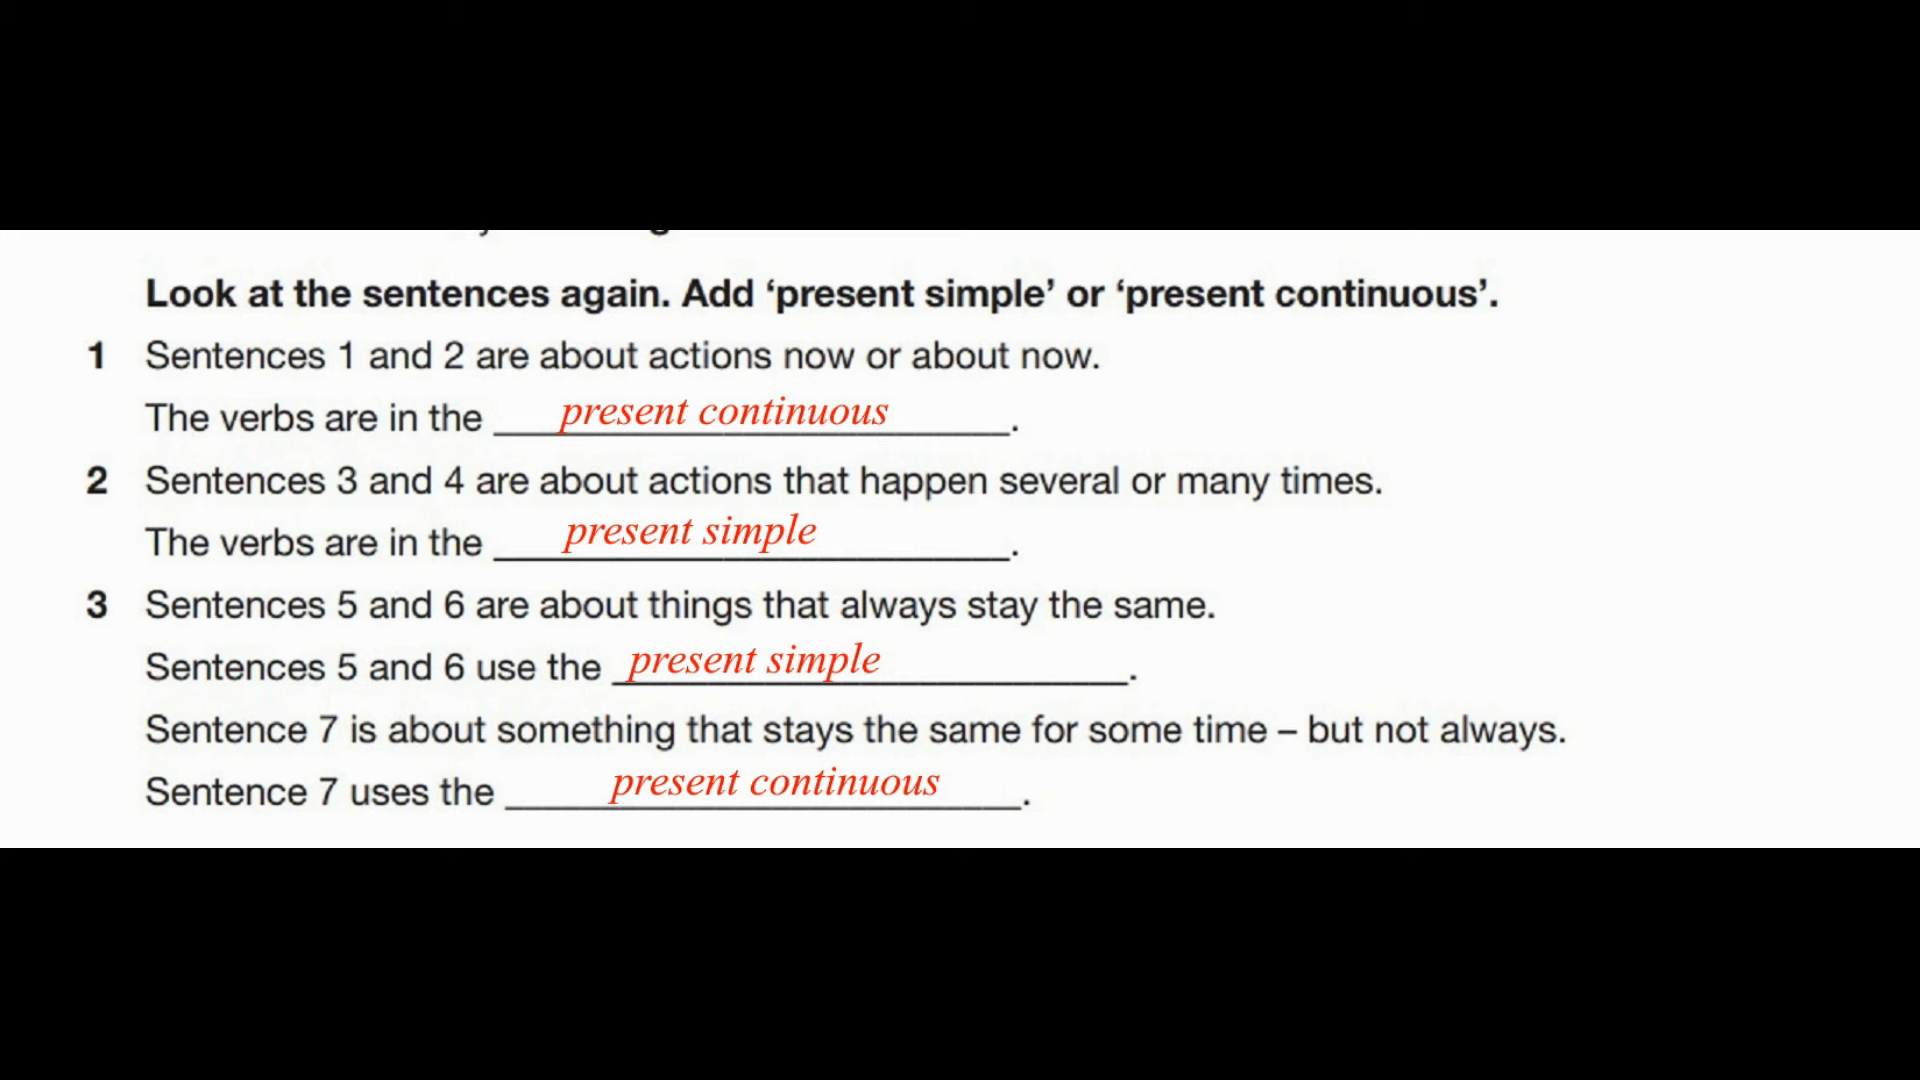 Look at the sentences again. Add ‘present simple’ or ‘present continuous’.
1 Sentences 1 and 2 are about actions now or about now.
The verbs are in the present continuous.
2 Sentences 3 and 4 are about actions that happen several or many times.
The verbs are in the present simple.
3 Sentences 5 and 6 are about things that always stay the same.
Sentences 5 and 6 use the present simple.
Sentence 7 is about something that stays the same for some time – but not always.
Sentence 7 uses the present continuous.